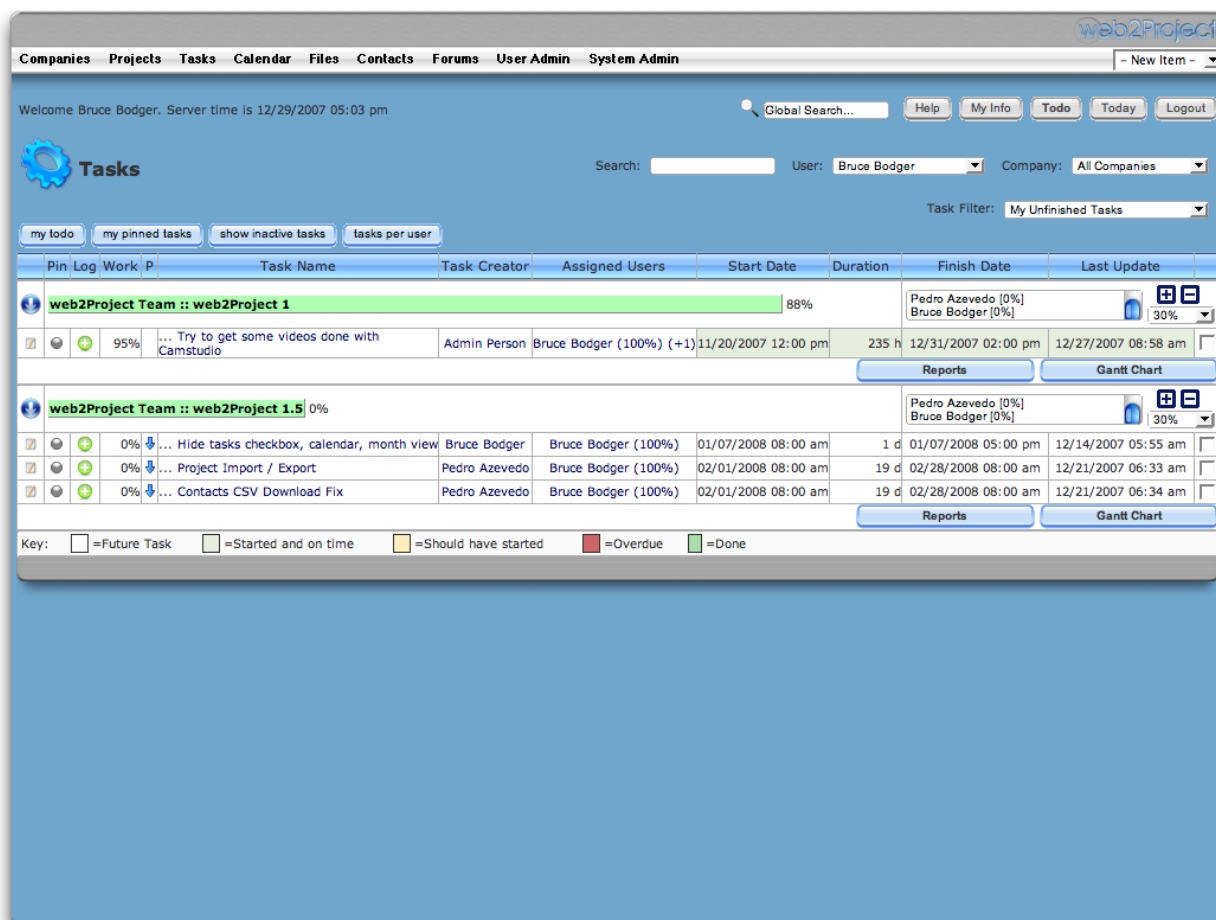 web2Project
Companies Projects Tasks Calendar Files Contacts Forums User Admin System Admin - New Item -
Welcome Bruce Bodger. Server time is 12/29/2007 05:03 pm Global Search... Help My Info Todo Today Logout
Tasks Search: User: Bruce Bodger Company: All Companies
Task Filter: My Unfinished Tasks
my todo my pinned tasks show inactive tasks tasks per user
Pin Log Work P Task Name Task Creator Assigned Users Start Date Duration Finish Date Last Update
web2Project Team :: web2Project 1 88% Pedro Azevedo [0%]
Bruce Bodger [0%] 30%
95% ... Try to get some videos done with Admin Person Bruce Bodger (100%) (+1) 11/20/2007 12:00 pm 235 h 12/31/2007 02:00 pm 12/27/2007 08:58 am
Camstudio
Reports Gantt Chart
web2Project Team :: web2Project 1.5 0% Pedro Azevedo [0%]
Bruce Bodger [0%] 30%
0% ... Hide tasks checkbox, calendar, month view Bruce Bodger Bruce Bodger (100%) 01/07/2008 08:00 am 1 d 01/07/2008 05:00 pm 12/14/2007 05:55 am
0% ... Project Import / Export Pedro Azevedo Bruce Bodger (100%) 02/01/2008 08:00 am 19 d 02/28/2008 08:00 am 12/21/2007 06:33 am
0% ... Contacts CSV Download Fix Pedro Azevedo Bruce Bodger (100%) 02/01/2008 08:00 am 19 d 02/28/2008 08:00 am 12/21/2007 06:34 am
Reports Gantt Chart
Key: =Future Task =Started and on time =Should have started =Overdue =Done